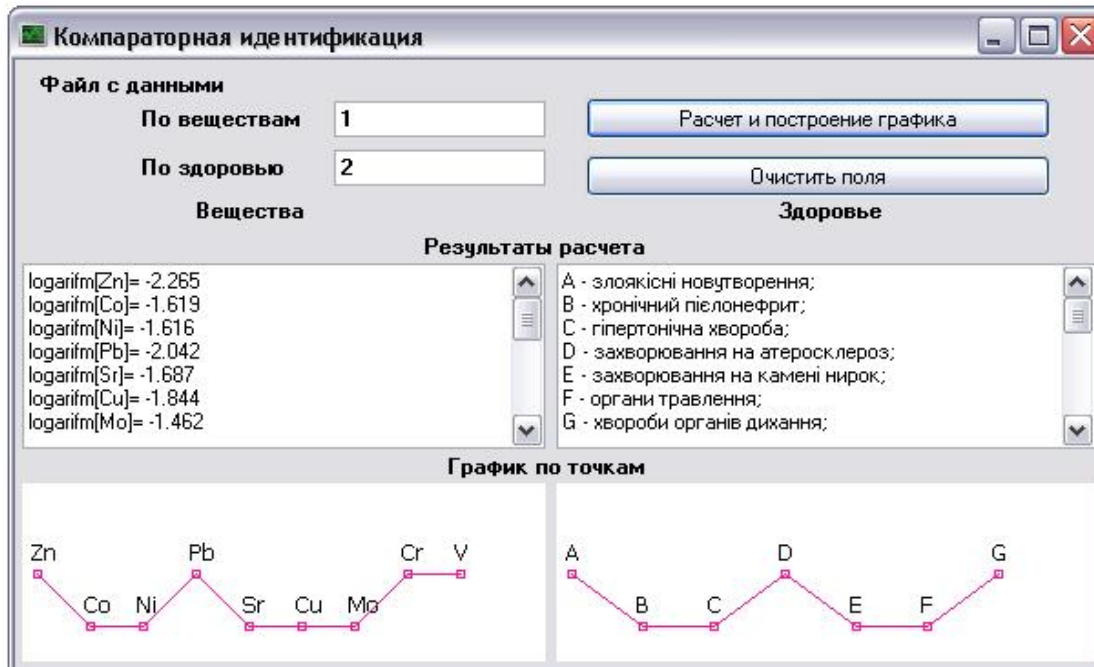 Компараторная идентификация
Файл с данными
По веществам 1 Расчет и построение графика
По здоровью 2 Очистить поля
Вещества Здоровье
Результаты расчета
logarifm[Zn]= -2.265
logarifm[Co]= -1.619
logarifm[Ni]= -1.616
logarifm[Pb]= -2.042
logarifm[Sr]= -1.687
logarifm[Cu]= -1.844
logarifm[Mo]= -1.462
A - злоякісні новутворення;
B - хронічний пієлонефрит;
C - гіпертонічна хвороба;
D - захворювання на атеросклероз;
E - захворювання на камені нирок;
F - органи травлення;
G - хвороби органів дихання;
График по точкам
Zn Pb Cr V
Co Ni Sr Cu Mo
A D G
B C E F